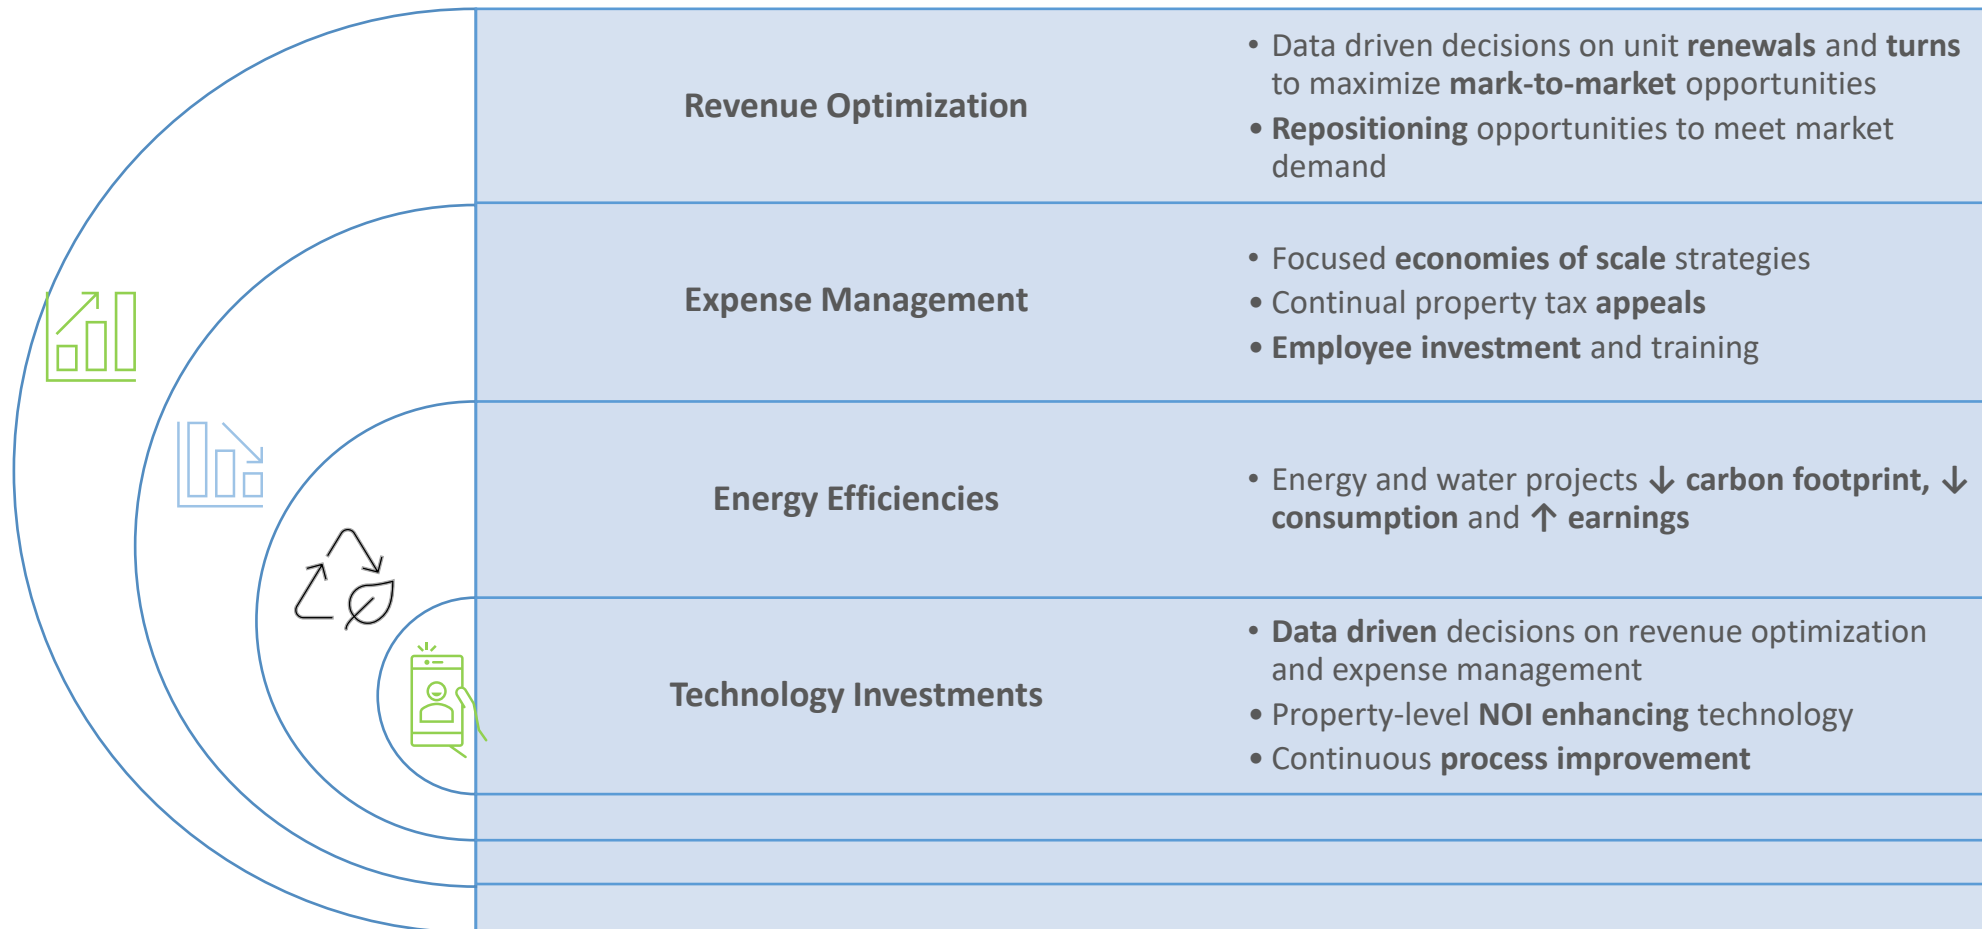 Revenue Optimization
• Data driven decisions on unit renewals and turns
to maximize mark-to-market opportunities
• Repositioning opportunities to meet market
demand
Expense Management
• Focused economies of scale strategies
• Continual property tax appeals
• Employee investment and training
Energy Efficiencies
• Energy and water projects ↓ carbon footprint, ↓
consumption and ↑ earnings
Technology Investments
• Data driven decisions on revenue optimization
and expense management
• Property-level NOI enhancing technology
• Continuous process improvement